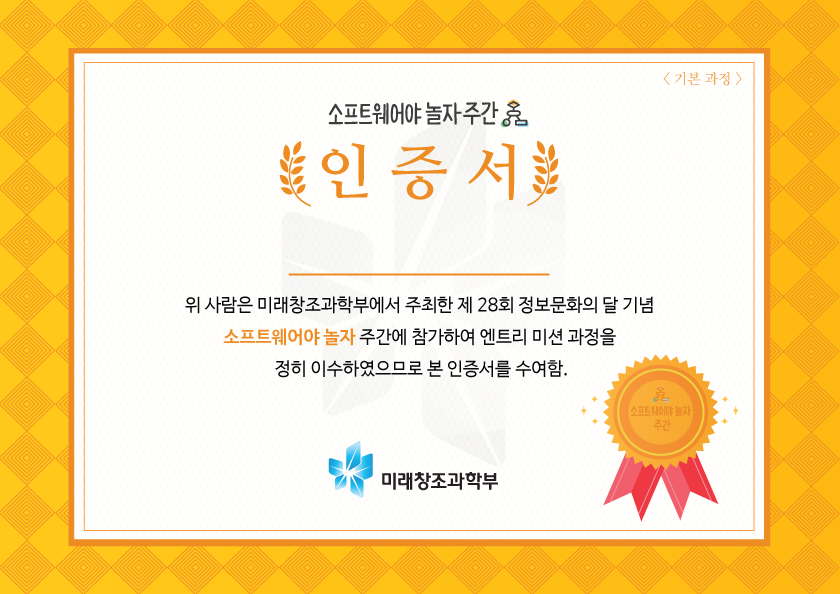 〈 기본 과정 〉
소프트웨어야 놀자 주간
인증서
위 사람은 미래창조과학부에서 주최한 제 28회 정보문화의 달 기념
소프트웨어야 놀자 주간에 참가하여 엔트리 미션 과정을
정히 이수하였으므로 본 인증서를 수여함.
소프트웨어야 놀자
주간
미래창조과학부